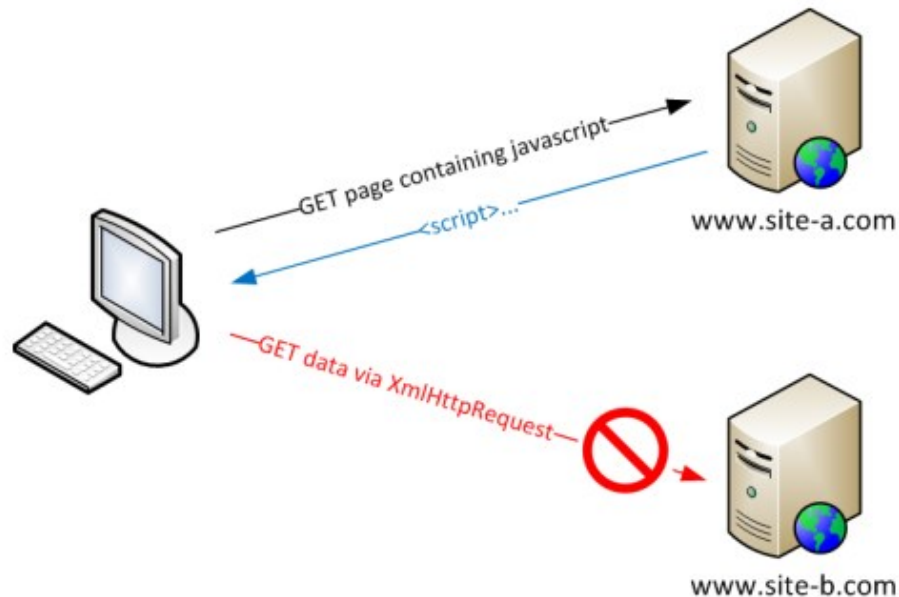 GET page containing javascript
<script>...
www.site-a.com
GET data via XmlHttpRequest
www.site-b.com